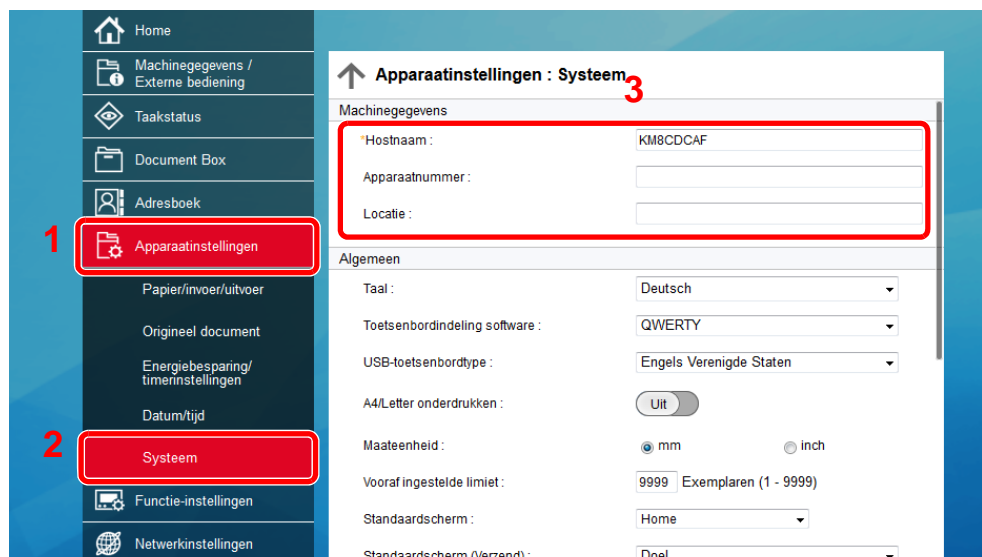 Home
Machinegegevens /
Externe bediening
Taakstatus
Document Box
Adresboek
1
Apparaatinstellingen
Papier/invoer/uitvoer
Origineel document
Energiebesparing/
timerinstellingen
Datum/tijd
2
Systeem
Functie-instellingen
Netwerkinstellingen
Apparaatinstellingen : Systeem
3
Machinegegevens
*Hostnaam : KM8CDCAF
Apparaatnummer :
Locatie :
Algemeen
Taal : Deutsch
Toetsenbordindeling software : QWERTY
USB-toetsenbordtype : Engels Verenigde Staten
A4/Letter onderdrukken : Uit
Maateenheid : mm inch
Vooraf ingestelde limiet : 9999 Exemplaren (1 - 9999)
Standaardscherm : Home
Standaardscherm (Verzend) : Doel